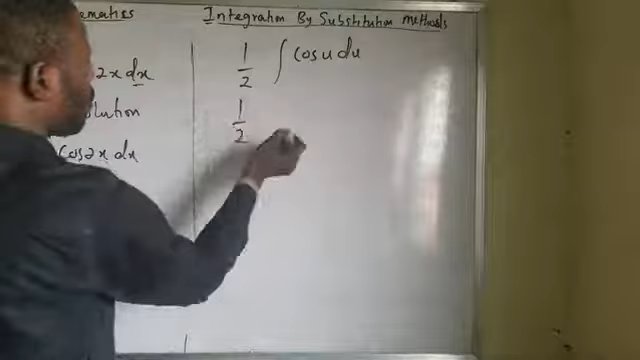 ematics
Integration By Substitution methods
2x dx
olution
cos2x dx
1/2 ∫ cos u du
1/2